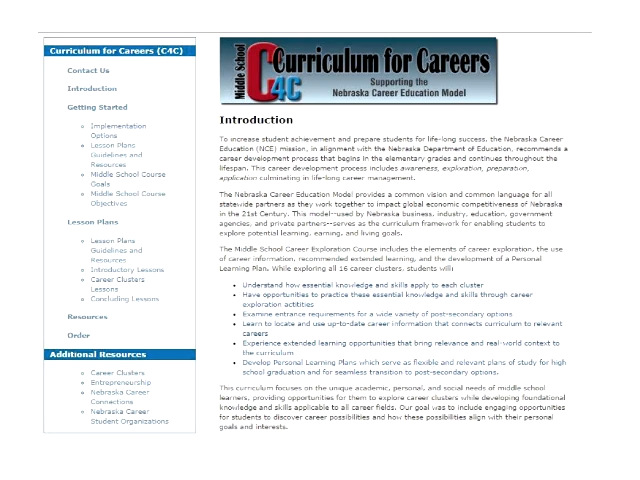 Curriculum for Careers (C4C)
Contact Us
Introduction
Getting Started
Implementation
Options
Lesson Plans
Guidelines and
Resources
Middle School Course
Goals
Middle School Course
Objectives
Lesson Plans
Lesson Plans
Guidelines and
Resources
Introductory Lessons
Career Clusters
Lessons
Concluding Lessons
Resources
Order
Additional Resources
Career Clusters
Entrepreneurship
Nebraska Career
Connections
Nebraska Career
Student Organizations
Middle School
Curriculum for Careers
C4C
Supporting the
Nebraska Career Education Model
Introduction
To increase student achievement and prepare students for life-long success, the Nebraska Career
Education (NCE) mission, in alignment with the Nebraska Department of Education, recommends a
career development process that begins in the elementary grades and continues throughout the
lifespan. This career development process includes awareness, exploration, preparation,
application culminating in life-long career management.
The Nebraska Career Education Model provides a common vision and common language for all
statewide partners as they work together to impact global economic competitiveness of Nebraska
in the 21st Century. This model--used by Nebraska business, industry, education, government
agencies, and private partners--serves as the curriculum framework for enabling students to
explore potential learning, earning, and living goals.
The Middle School Career Exploration Course includes the elements of career exploration, the use
of career information, recommended extended learning, and the development of a Personal
Learning Plan. While exploring all 16 career clusters, students will:
Understand how essential knowledge and skills apply to each cluster
Have opportunities to practice these essential knowledge and skills through career
exploration actitities
Examine entrance requirements for a wide variety of post-secondary options
Learn to locate and use up-to-date career information that connects curriculum to relevant
careers
Experience extended learning opportunities that bring relevance and real-world context to
the curriculum
Develop Personal Learning Plans which serve as flexible and relevant plans of study for high
school graduation and for seamless transition to post-secondary options.
This curriculum focuses on the unique academic, personal, and social needs of middle school
learners, providing opportunities for them to explore career clusters while developing foundational
knowledge and skills applicable to all career fields. Our goal was to include engaging opportunities
for students to discover career possibilities and how these possibilities align with their personal
goals and interests.